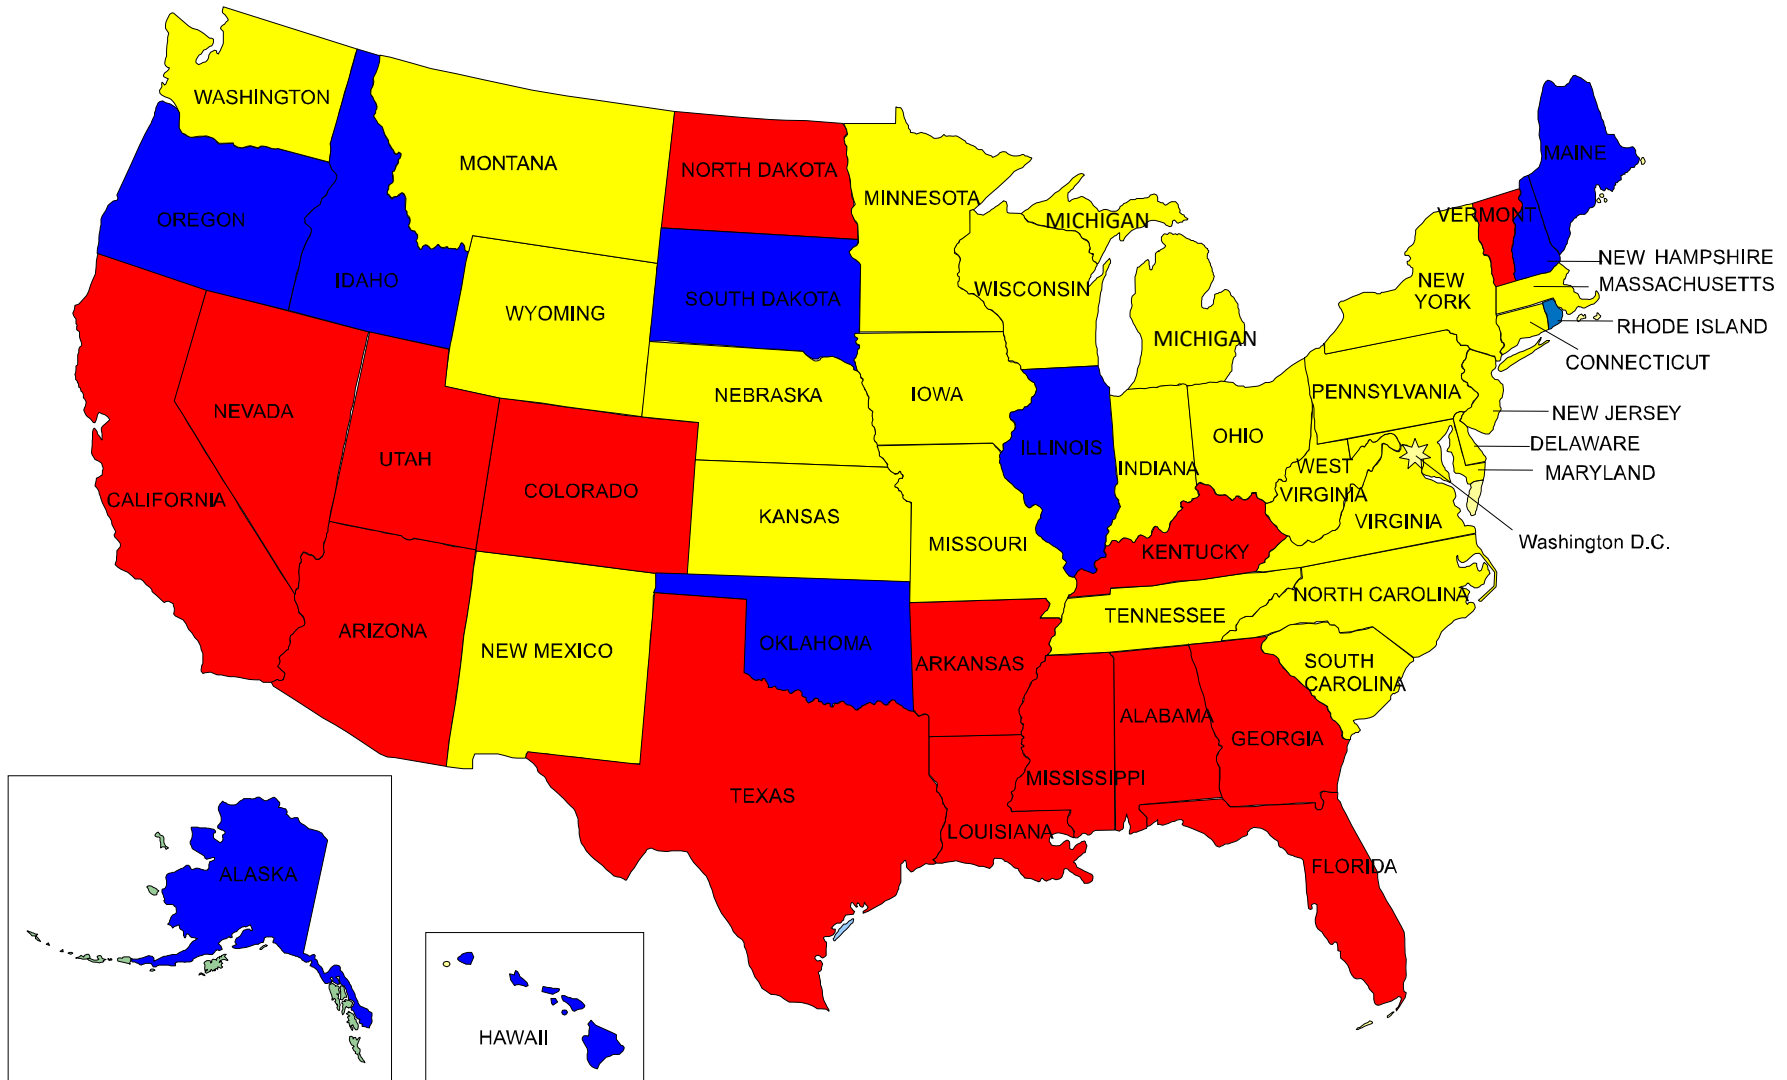 WASHINGTON
MONTANA
NORTH DAKOTA
MINNESOTA
MICHIGAN
MAINE
VERMONT
OREGON
IDAHO
SOUTH DAKOTA
WYOMING
WISCONSIN
MICHIGAN
NEW
YORK
NEW HAMPSHIRE
MASSACHUSETTS
RHODE ISLAND
CONNECTICUT
NEBRASKA
IOWA
PENNSYLVANIA
NEW JERSEY
NEVADA
UTAH
COLORADO
ILLINOIS
INDIANA
OHIO
DELAWARE
MARYLAND
WEST
VIRGINIA
VIRGINIA
Washington D.C.
CALIFORNIA
KANSAS
MISSOURI
KENTUCKY
NORTH CAROLINA
TENNESSEE
ARIZONA
NEW MEXICO
OKLAHOMA
ARKANSAS
SOUTH
CAROLINA
TEXAS
MISSISSIPPI
ALABAMA
GEORGIA
LOUISIANA
FLORIDA
ALASKA
HAWAII